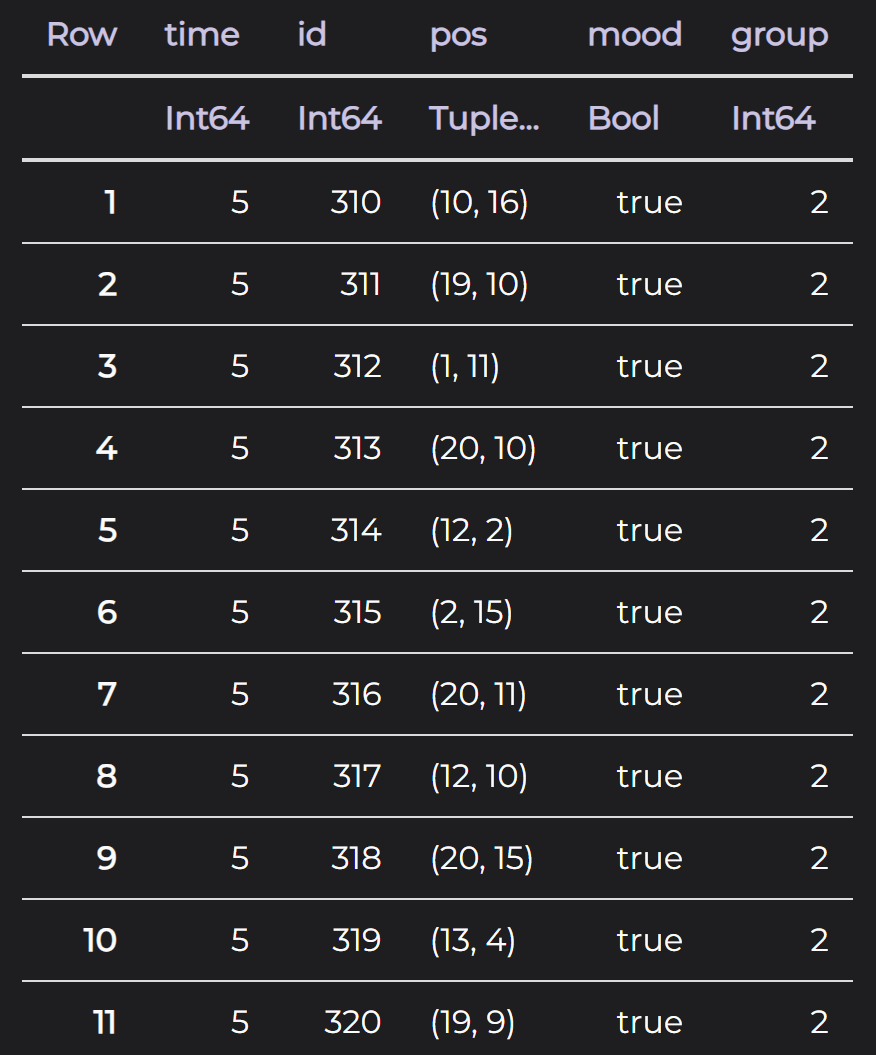 Row time id pos mood group
Int64 Int64 Tuple… Bool Int64
1 5 310 (10, 16) true 2
2 5 311 (19, 10) true 2
3 5 312 (1, 11) true 2
4 5 313 (20, 10) true 2
5 5 314 (12, 2) true 2
6 5 315 (2, 15) true 2
7 5 316 (20, 11) true 2
8 5 317 (12, 10) true 2
9 5 318 (20, 15) true 2
10 5 319 (13, 4) true 2
11 5 320 (19, 9) true 2